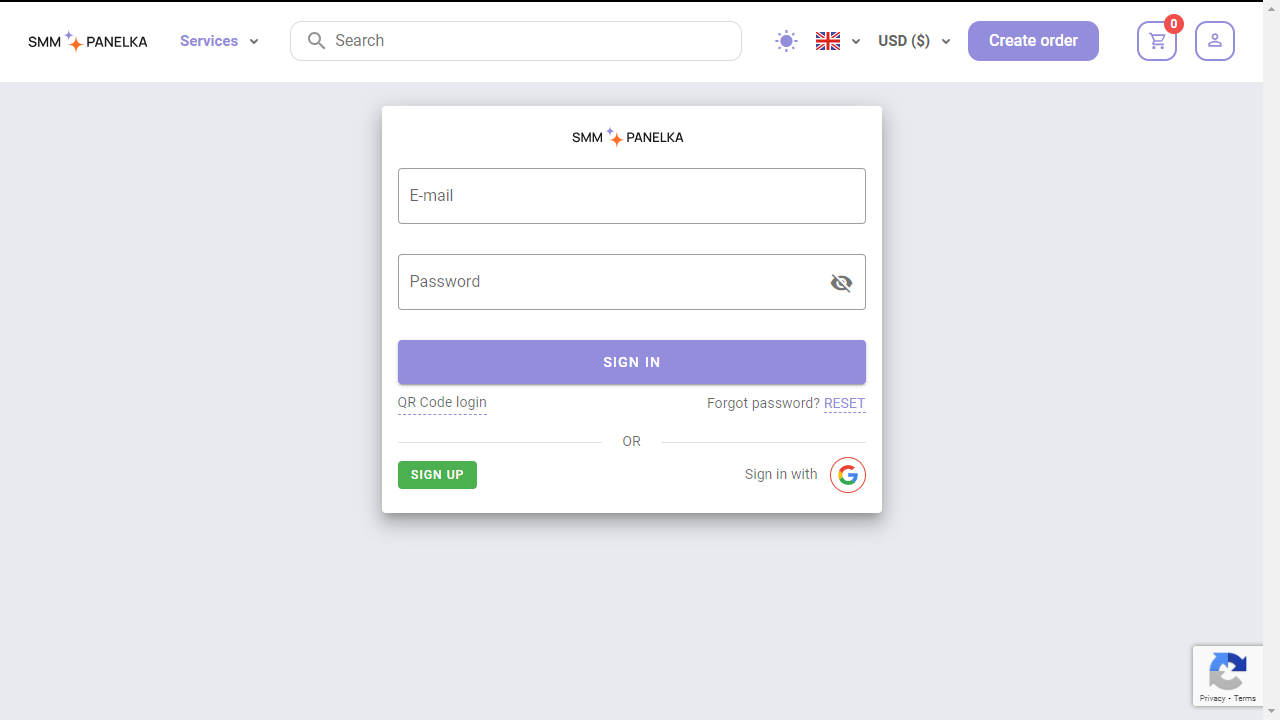 SMM PANELKA Services Search USD ($) Create order 0
SMM PANELKA
E-mail
Password
SIGN IN
QR Code login Forgot password? RESET
OR
SIGN UP Sign in with
Privacy - Terms